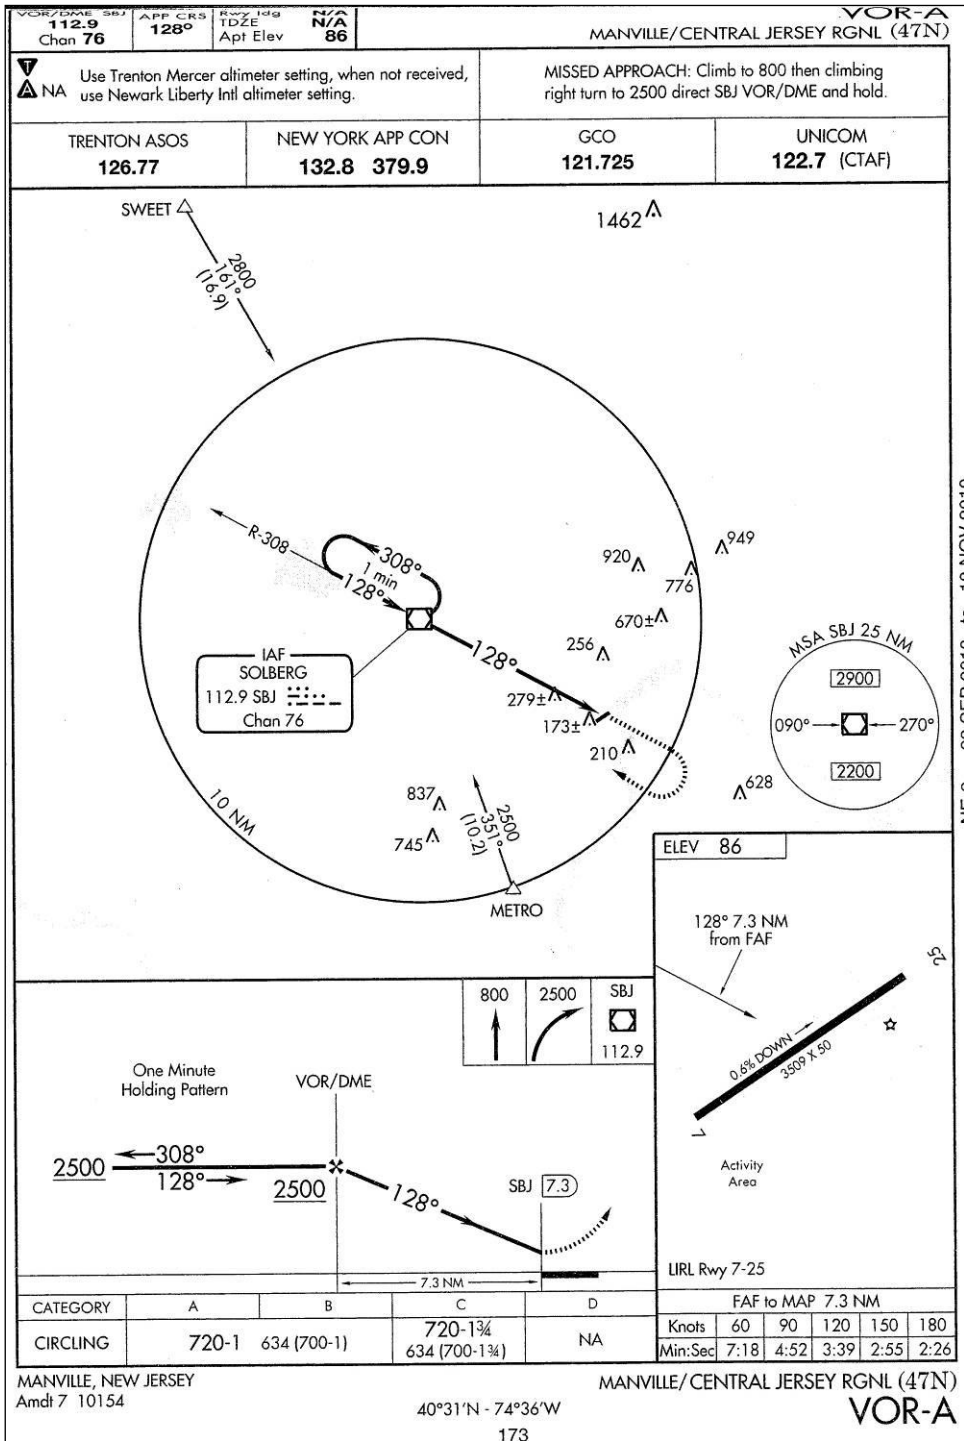 VOR/DME SBJ
112.9
Chan 76
APP CRS
128°
Rwy ldg N/A
TDZE N/A
Apt Elev 86
VOR-A
MANVILLE/CENTRAL JERSEY RGNL (47N)
T
A NA
Use Trenton Mercer altimeter setting, when not received,
use Newark Liberty Intl altimeter setting.
MISSED APPROACH: Climb to 800 then climbing
right turn to 2500 direct SBJ VOR/DME and hold.
TRENTON ASOS
126.77
NEW YORK APP CON
132.8 379.9
GCO
121.725
UNICOM
122.7 (CTAF)
SWEET
2800
161°
(16.9)
1462
R-308
308°
1 min
128°
128°
949
920
776
670±
256
279±
173±
210
628
837
745
IAF
SOLBERG
112.9 SBJ
Chan 76
10 NM
2500
351°
(10.2)
METRO
MSA SBJ 25 NM
2900
090°
270°
2200
ELEV 86
128° 7.3 NM
from FAF
25
0.6% DOWN
3509 X 50
7
Activity
Area
LIRL Rwy 7-25
800
2500
SBJ
112.9
One Minute
Holding Pattern
VOR/DME
2500
308°
128°
2500
128°
SBJ 7.3
7.3 NM
CATEGORY A B C D
CIRCLING 720-1 634 (700-1) 720-1¾ 634 (700-1¾) NA
FAF to MAP 7.3 NM
Knots 60 90 120 150 180
Min:Sec 7:18 4:52 3:39 2:55 2:26
MANVILLE, NEW JERSEY
Amdt 7 10154
40°31'N - 74°36'W
173
MANVILLE/CENTRAL JERSEY RGNL (47N)
VOR-A